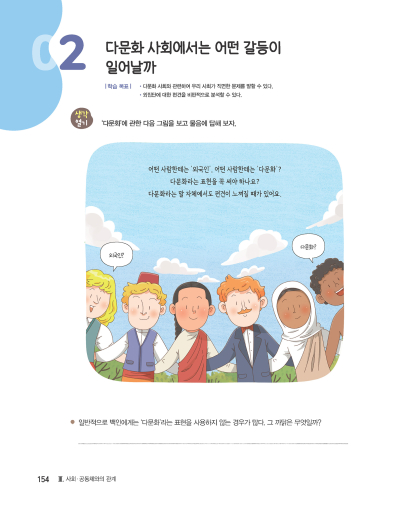 02
다문화 사회에서는 어떤 갈등이
일어날까
| 학습 목표 | • 다문화 사회와 관련하여 우리 사회가 직면한 문제를 말할 수 있다.
• 외집단에 대한 편견을 비판적으로 분석할 수 있다.
생각
열기
'다문화'에 관한 다음 그림을 보고 물음에 답해 보자.
어떤 사람한테는 '외국인', 어떤 사람한테는 '다문화'?
다문화라는 표현을 꼭 써야 하나요?
다문화라는 말 자체에서도 편견이 느껴질 때가 있어요.
다문화?
외국인?
● 일반적으로 백인에게는 '다문화'라는 표현을 사용하지 않는 경우가 많다. 그 까닭은 무엇일까?
154 Ⅲ. 사회·공동체와의 관계